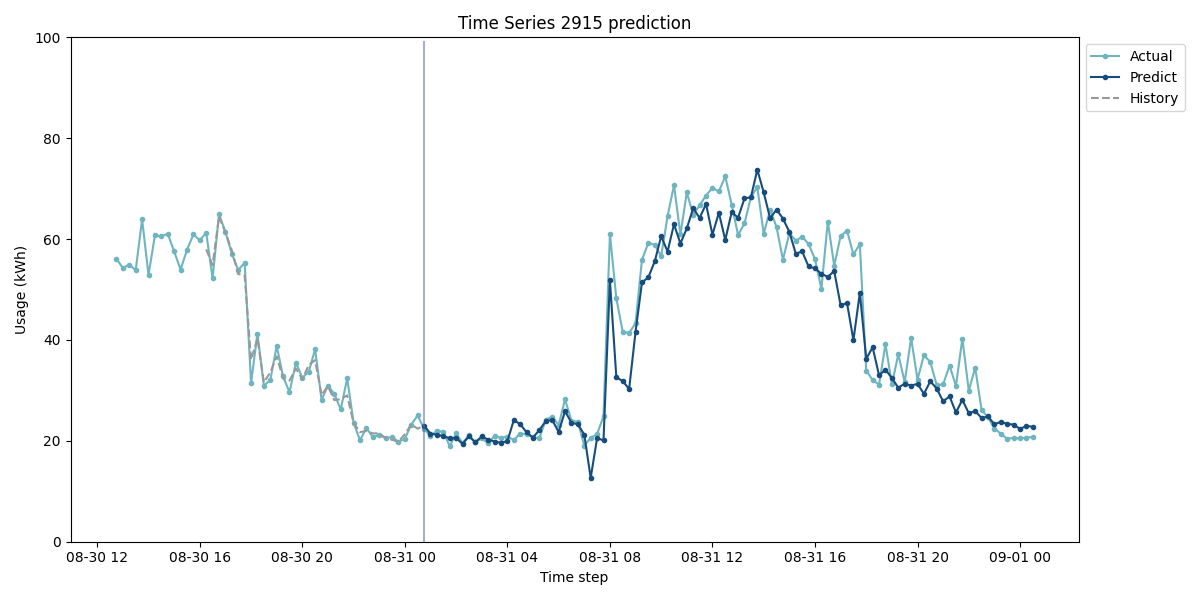 Time Series 2915 prediction
100
80
60
40
20
0
Usage (kWh)
08-30 12
08-30 16
08-30 20
08-31 00
08-31 04
08-31 08
08-31 12
08-31 16
08-31 20
09-01 00
Time step
Actual
Predict
History